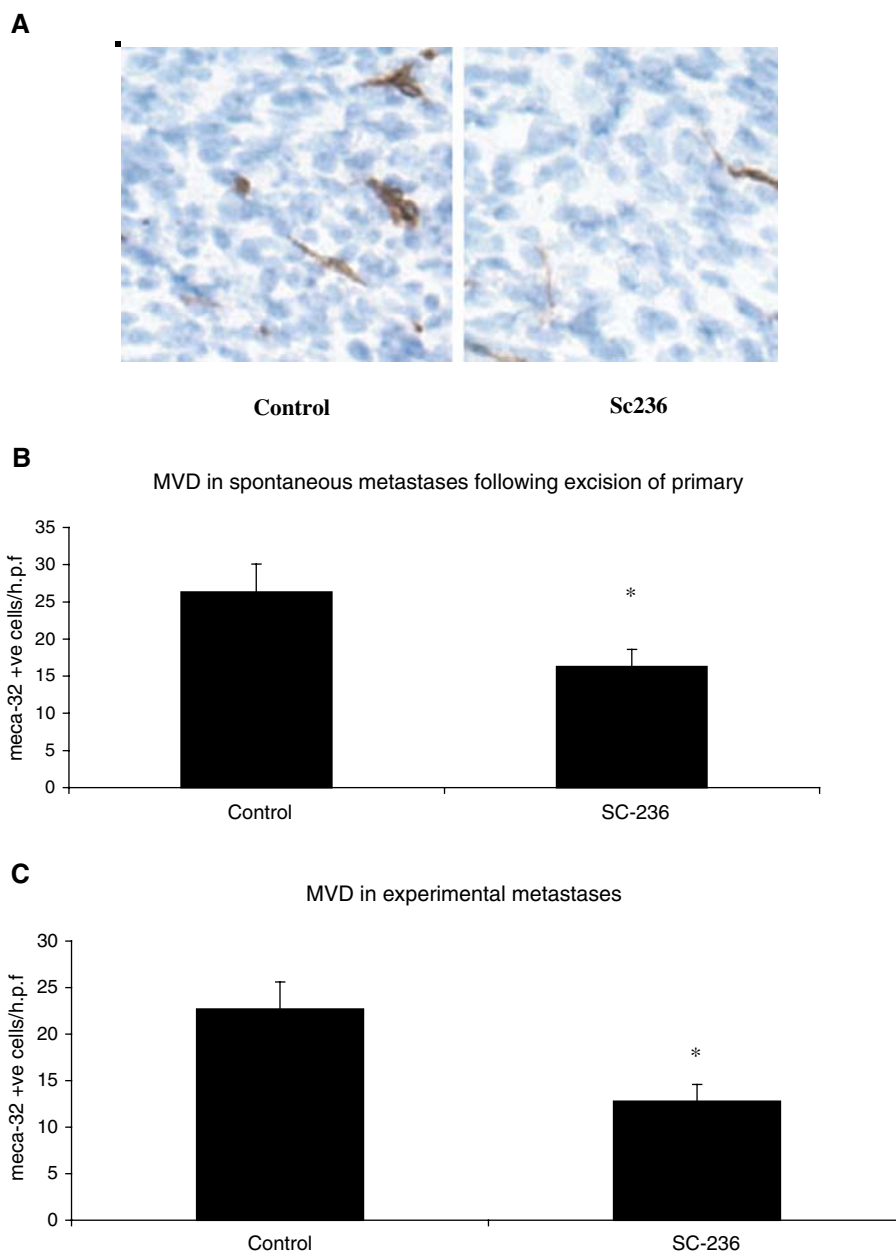 A
Control Sc236
B
MVD in spontaneous metastases following excision of primary
meca-32 +ve cells/h.p.f
35
30
25
20
15
10
5
0
*
Control SC-236
C
MVD in experimental metastases
meca-32 +ve cells/h.p.f
30
25
20
15
10
5
0
*
Control SC-236